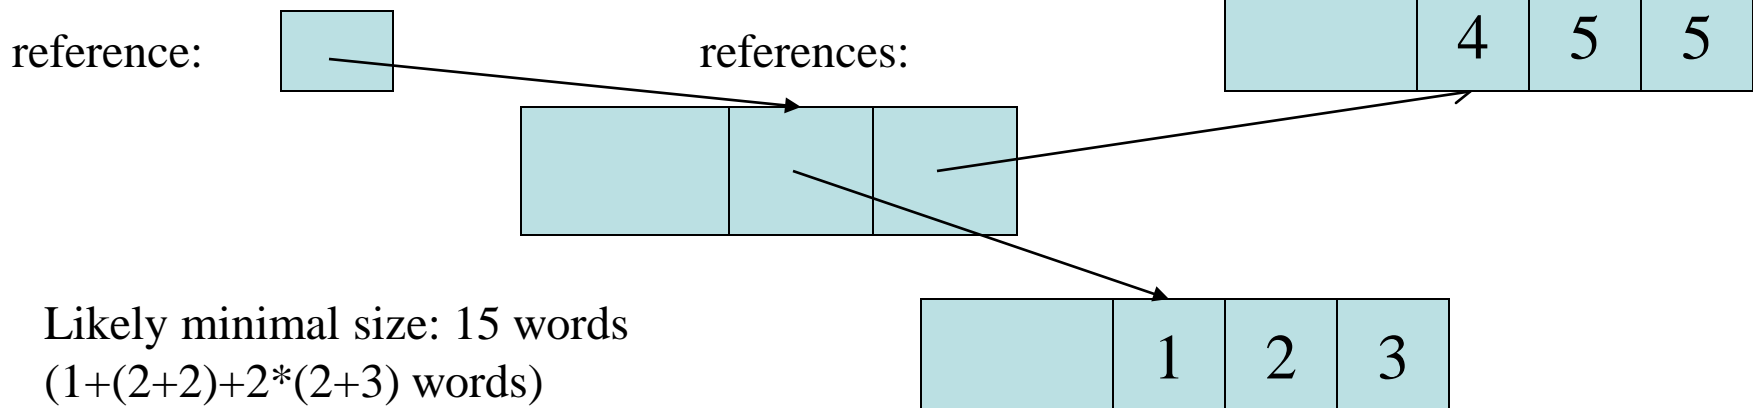 reference:
references:
4 5 5
Likely minimal size: 15 words
(1+(2+2)+2*(2+3) words)
1 2 3